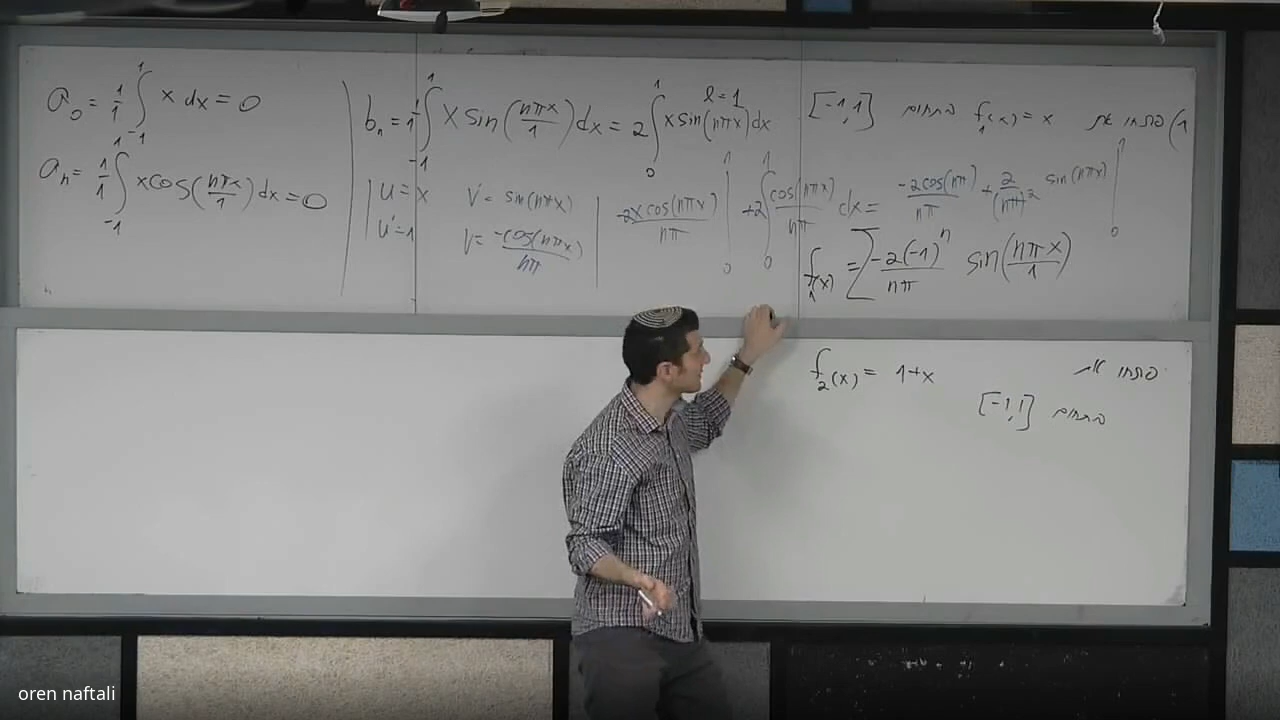 1) פתחו את f₁(x) = x בתחום [-1,1]
l = 1
a₀ = 1/1 ∫₋₁¹ x dx = 0
aₙ = 1/1 ∫₋₁¹ x cos(nπx/1) dx = 0
bₙ = 1/1 ∫₋₁¹ x sin(nπx/1) dx = 2 ∫₀¹ x sin(nπx) dx
u = x v' = sin(nπx)
u' = 1 v = -cos(nπx)/nπ
-2x cos(nπx)/nπ |₀¹ + 2 ∫₀¹ cos(nπx)/nπ dx = -2cos(nπ)/nπ + 2/(nπ)² sin(nπx) |₀¹
f₁(x) = Σ -2(-1)ⁿ/nπ sin(nπx/1)
פתחו את f₂(x) = 1+x
בתחום [-1,1]
oren naftali